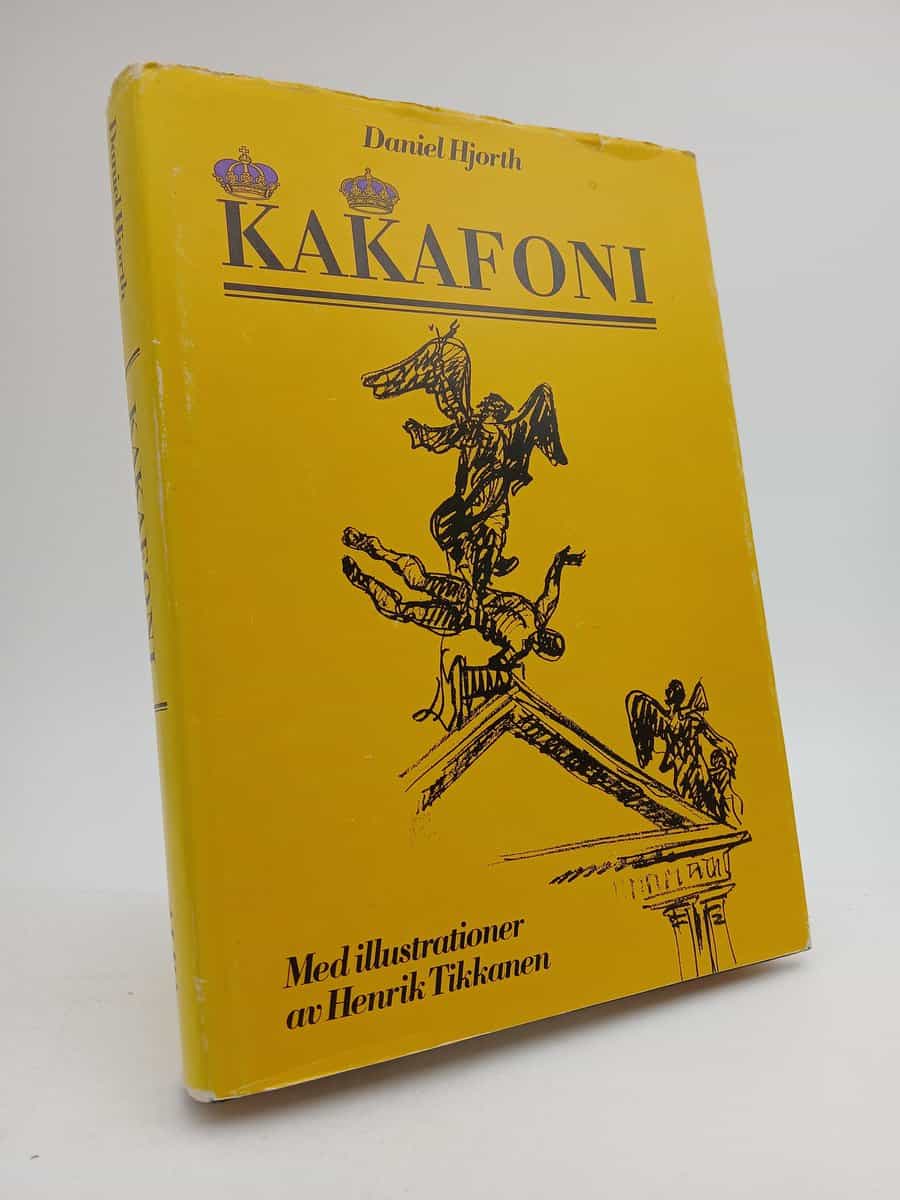 Daniel Hjorth
KAKAFONI
Med illustrationer
av Henrik Tikkanen
Daniel Hjorth
KAKAFONI